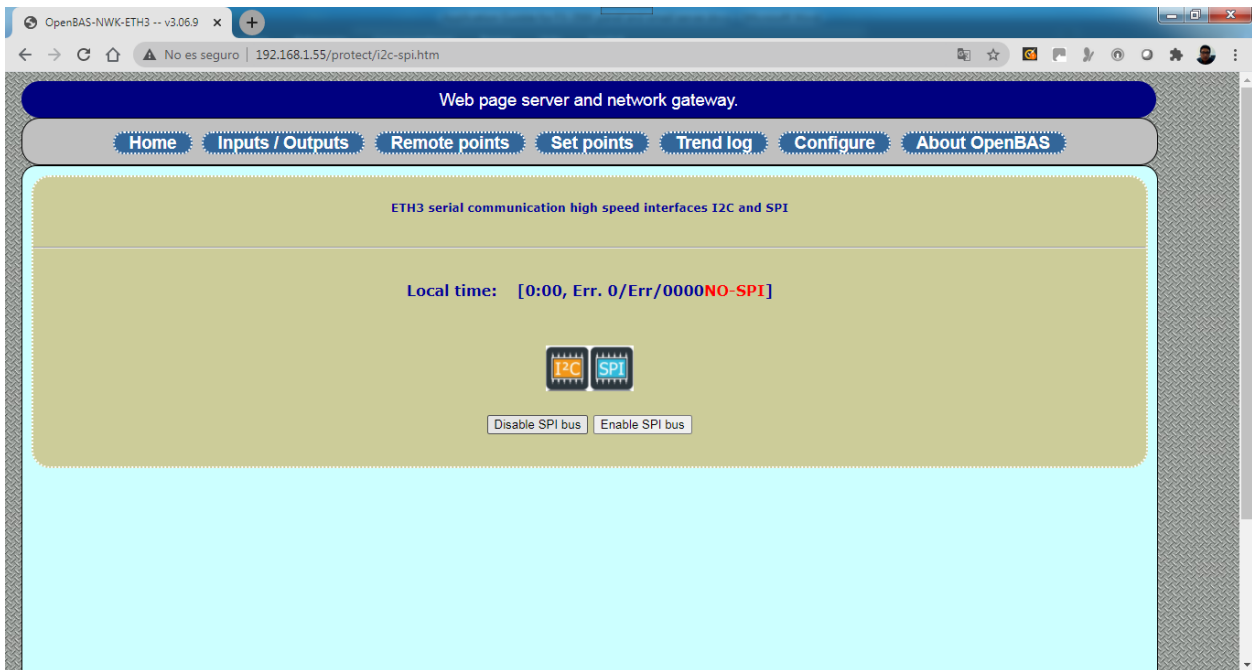 OpenBAS-NWK-ETH3 -- v3.06.9
No es seguro | 192.168.1.55/protect/i2c-spi.htm
Web page server and network gateway.
Home Inputs / Outputs Remote points Set points Trend log Configure About OpenBAS
ETH3 serial communication high speed interfaces I2C and SPI
Local time: [0:00, Err. 0/Err/0000NO-SPI]
I²C SPI
Disable SPI bus Enable SPI bus